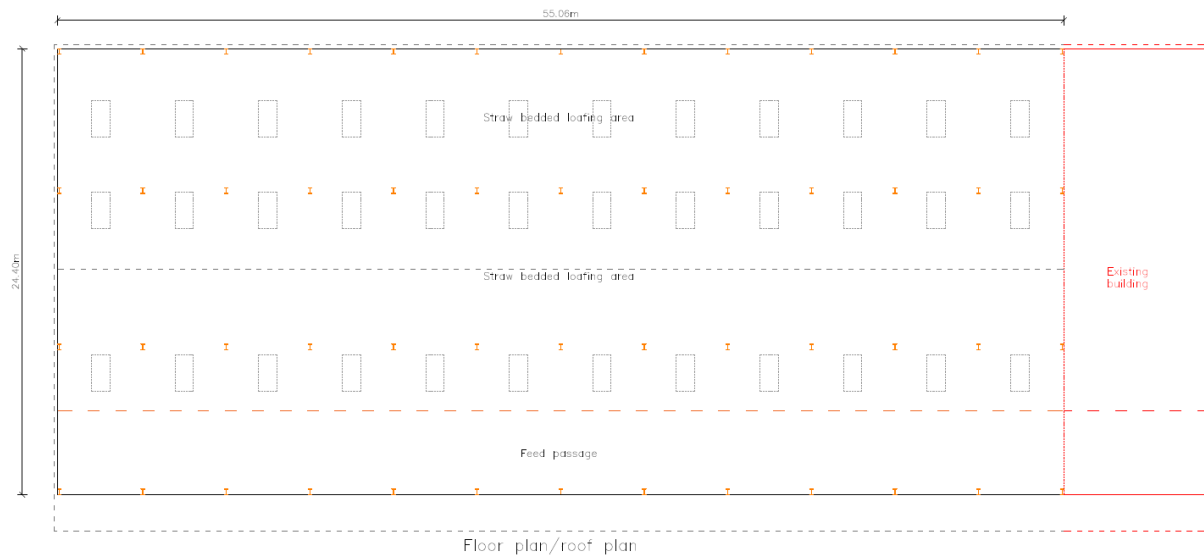 55.06m
Straw bedded loafing area
24.40m
Straw bedded loafing area
Existing
building
Feed passage
Floor plan/roof plan